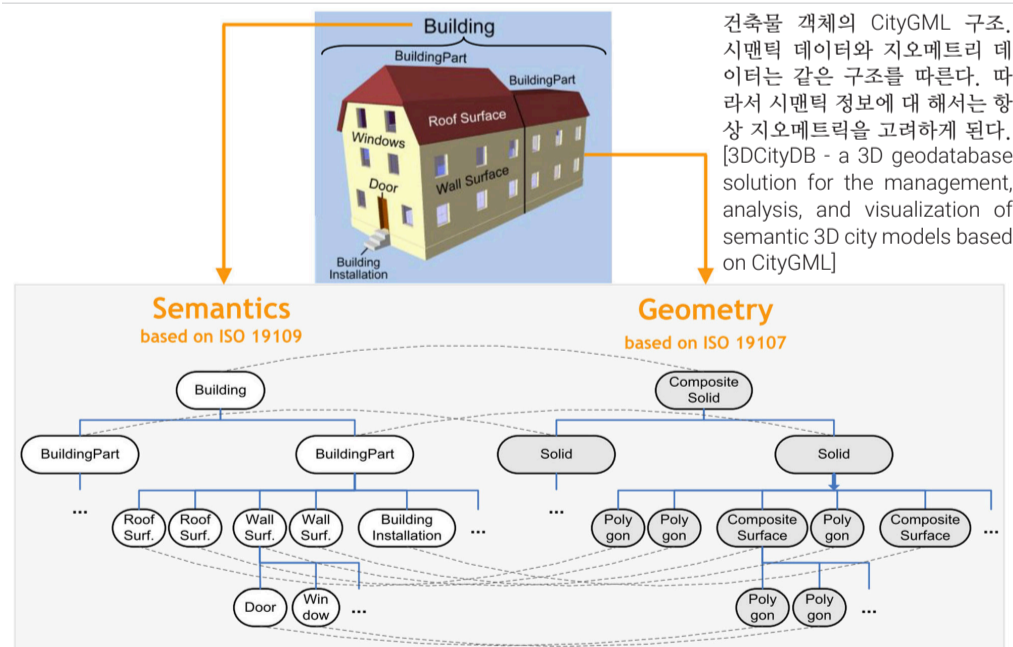 Building
BuildingPart
BuildingPart
Roof Surface
Windows
Wall Surface
Door
Building
Installation
건축물 객체의 CityGML 구조.
시맨틱 데이터와 지오메트리 데
이터는 같은 구조를 따른다. 따
라서 시맨틱 정보에 대 해서는 항
상 지오메트릭을 고려하게 된다.
[3DCityDB - a 3D geodatabase
solution for the management,
analysis, and visualization of
semantic 3D city models based
on CityGML]
Semantics
based on ISO 19109
Geometry
based on ISO 19107
Building
Composite
Solid
BuildingPart
BuildingPart
Solid
Solid
...
Roof
Surf.
Roof
Surf.
Wall
Surf.
Wall
Surf.
Building
Installation
...
...
Poly
gon
Poly
gon
Composite
Surface
Poly
gon
Composite
Surface
...
Door
Win
dow
...
Poly
gon
Poly
gon
...